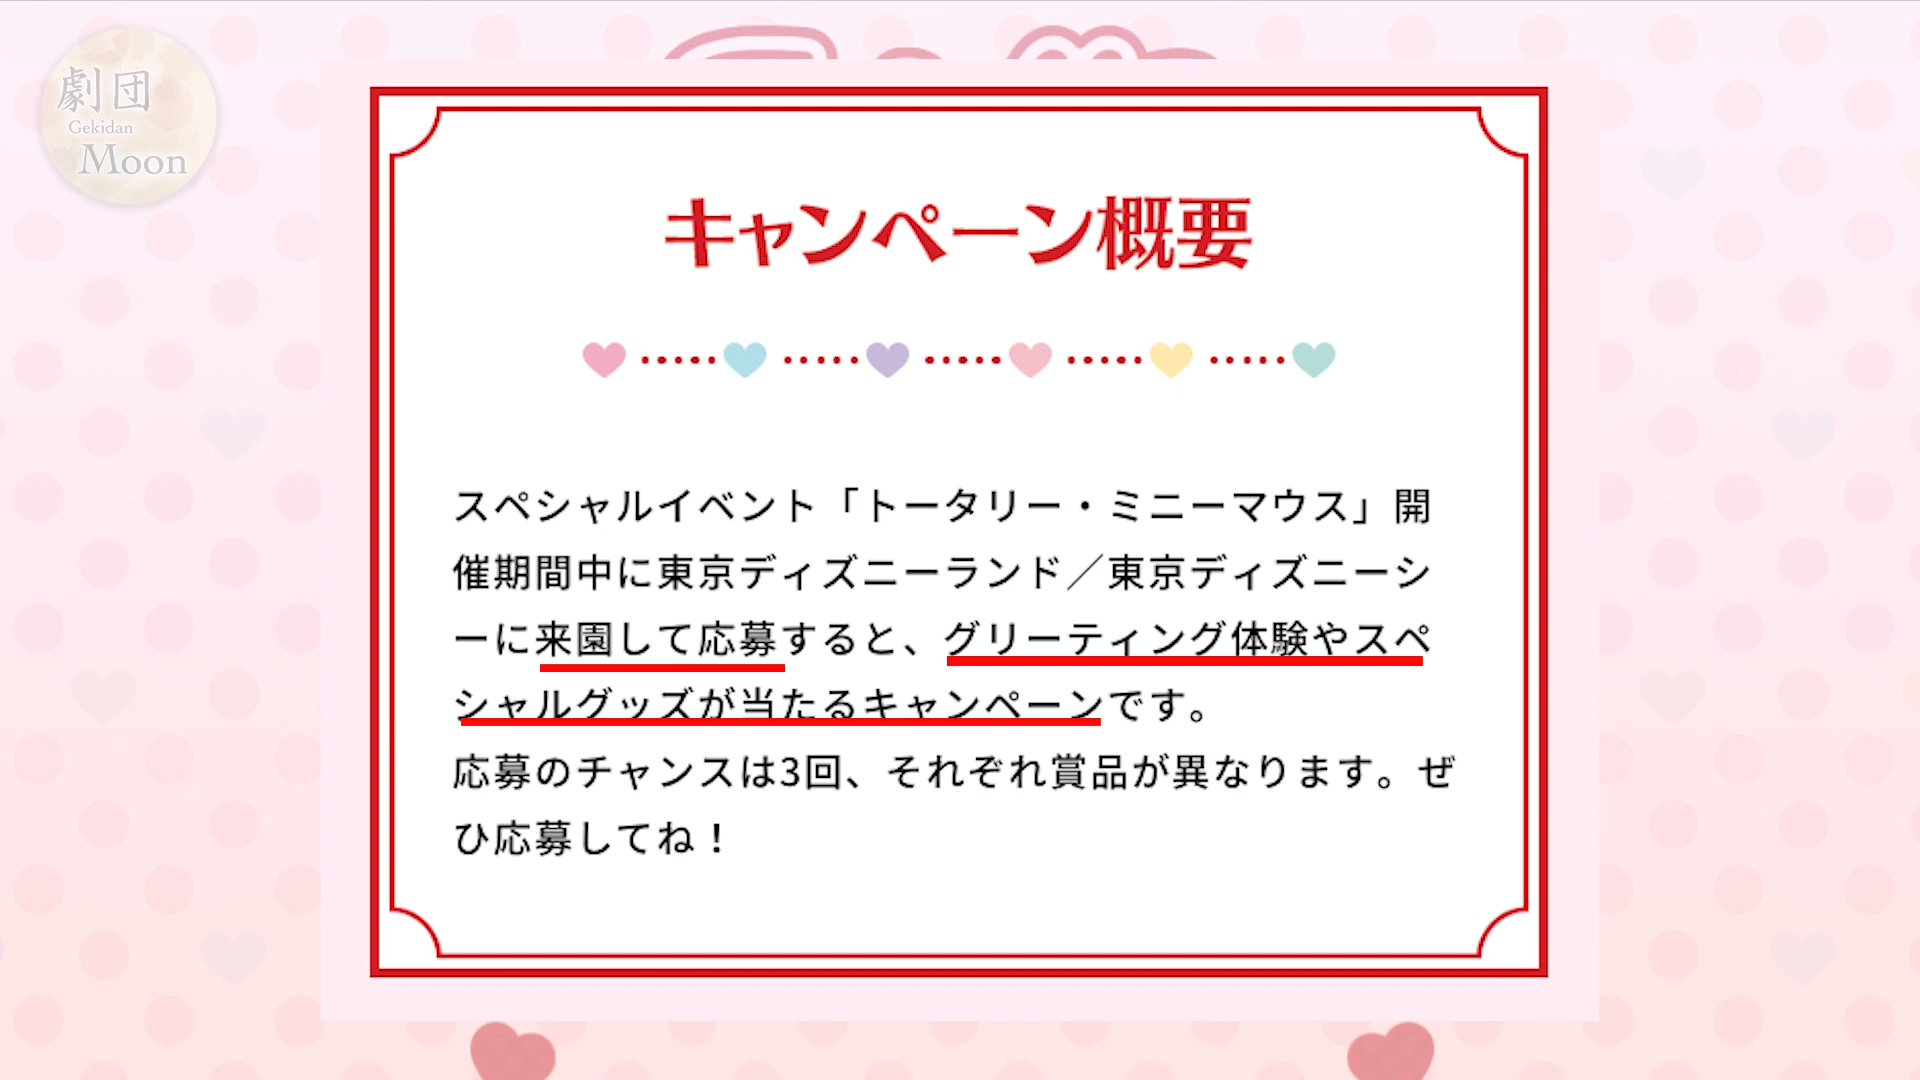 劇団
Gekidan
Moon
キャンペーン概要
スペシャルイベント「トータリー・ミニーマウス」開
催期間中に東京ディズニーランド／東京ディズニーシ
ーに来園して応募すると、グリーティング体験やスペ
シャルグッズが当たるキャンペーンです。
応募のチャンスは3回、それぞれ賞品が異なります。ぜ
ひ応募してね！